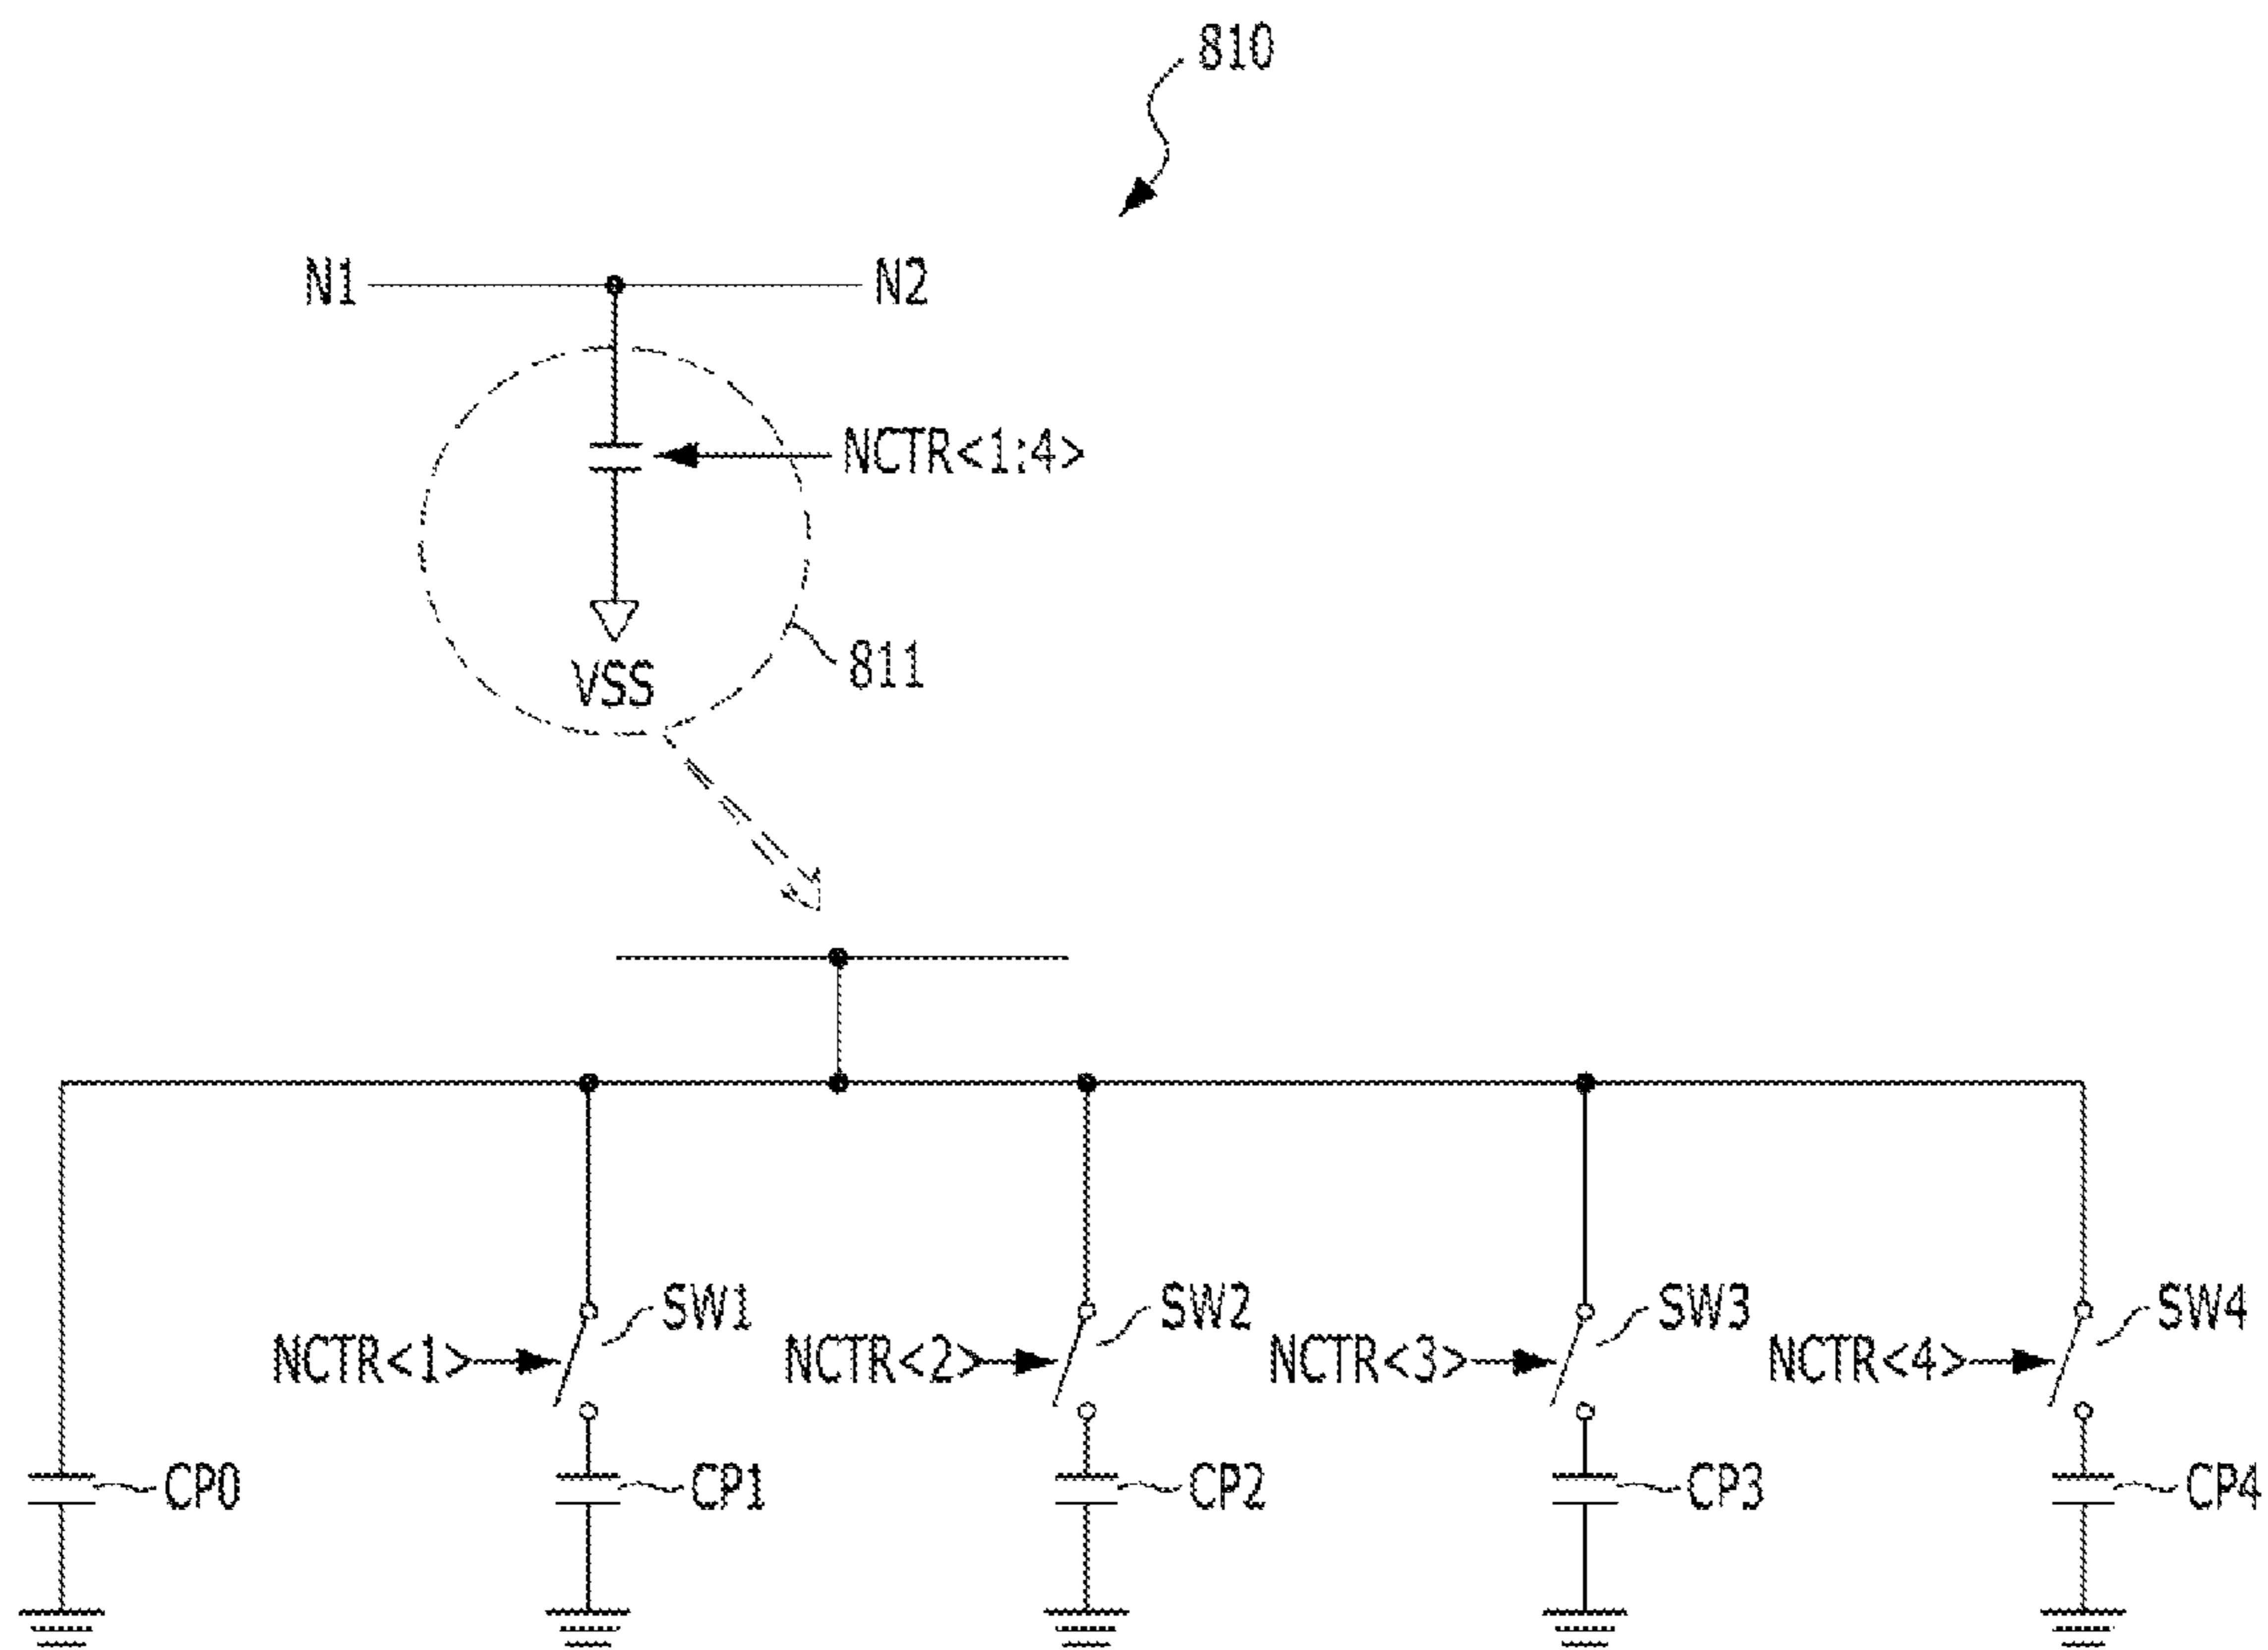 810
N1
N2
NCTR<1:4>
VSS
811
SW1
SW2
SW3
SW4
NCTR<1>
NCTR<2>
NCTR<3>
NCTR<4>
CP0
CP1
CP2
CP3
CP4